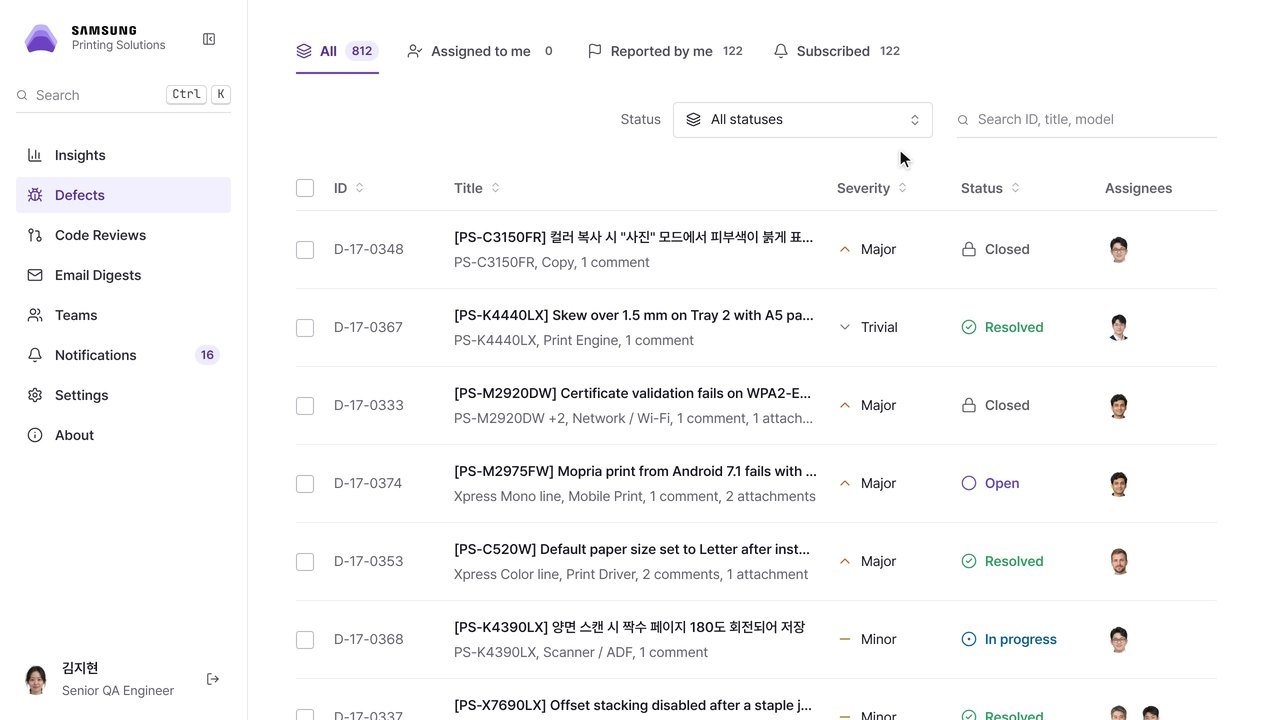 SAMSUNG
Printing Solutions
Search Ctrl K
Insights
Defects
Code Reviews
Email Digests
Teams
Notifications 16
Settings
About
김지현
Senior QA Engineer
All 812 Assigned to me 0 Reported by me 122 Subscribed 122
Status All statuses Search ID, title, model
ID Title Severity Status Assignees
[PS-C3150FR] 컬러 복사 시 "사진" 모드에서 피부색이 붉게 표...
D-17-0348 Major Closed
PS-C3150FR, Copy, 1 comment
[PS-K4440LX] Skew over 1.5 mm on Tray 2 with A5 pa...
D-17-0367 Trivial Resolved
PS-K4440LX, Print Engine, 1 comment
[PS-M2920DW] Certificate validation fails on WPA2-E...
D-17-0333 Major Closed
PS-M2920DW +2, Network / Wi-Fi, 1 comment, 1 attach...
[PS-M2975FW] Mopria print from Android 7.1 fails with ...
D-17-0374 Major Open
Xpress Mono line, Mobile Print, 1 comment, 2 attachments
[PS-C520W] Default paper size set to Letter after inst...
D-17-0353 Major Resolved
Xpress Color line, Print Driver, 2 comments, 1 attachment
[PS-K4390LX] 양면 스캔 시 짝수 페이지 180도 회전되어 저장
D-17-0368 Minor In progress
PS-K4390LX, Scanner / ADF, 1 comment
[PS-X7690LX] Offset stacking disabled after a staple j...
D-17-0337 Minor Resolved